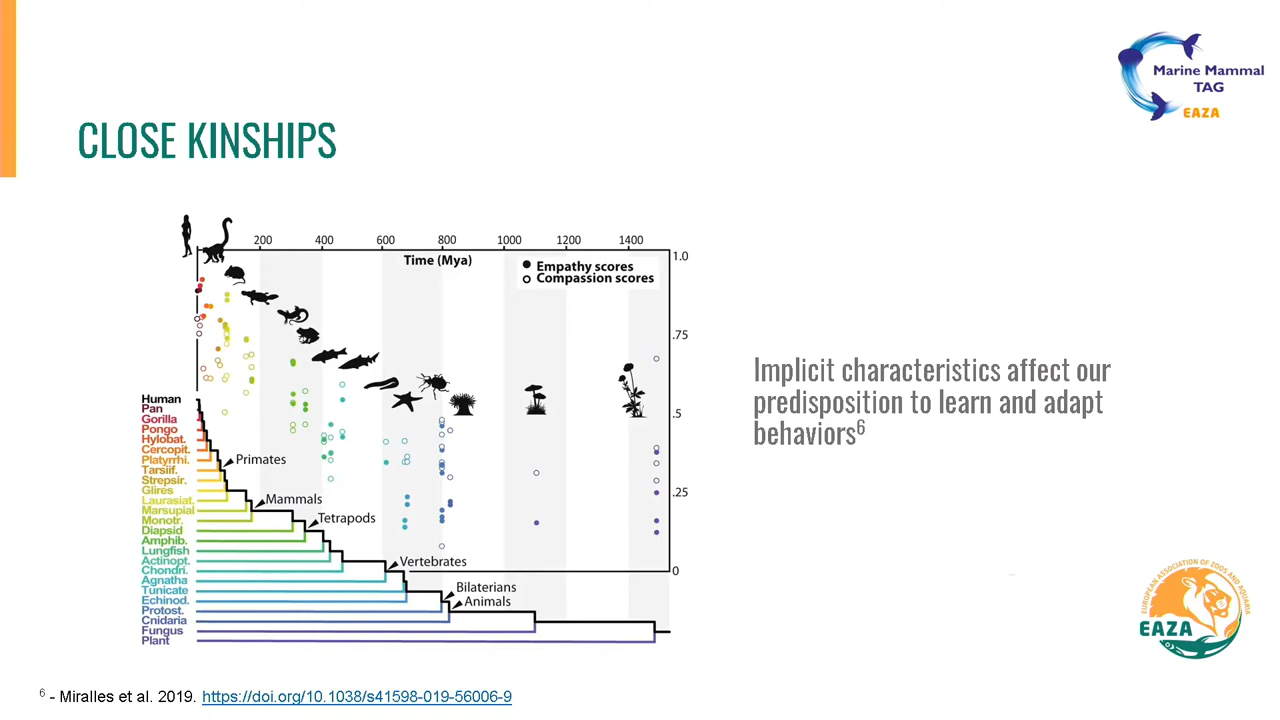 Marine Mammal
TAG
EAZA
CLOSE KINSHIPS
200 400 600 800 1000 1200 1400
Time (Mya)
Empathy scores
Compassion scores
1.0
.75
.5
.25
0
Human
Pan
Gorilla
Pongo
Hylobat.
Cercopit.
Platyrrhi.
Tarsiif.
Strepsir.
Glires
Laurasiat.
Marsupial
Monotr.
Diapsid
Amphib.
Lungfish
Actinopt.
Chondri.
Agnatha
Tunicate
Echinod.
Protost.
Cnidaria
Fungus
Plant
Primates
Mammals
Tetrapods
Vertebrates
Bilaterians
Animals
Implicit characteristics affect our
predisposition to learn and adapt
behaviors6
EUROPEAN ASSOCIATION OF ZOOS AND AQUARIA
EAZA
6 - Miralles et al. 2019. https://doi.org/10.1038/s41598-019-56006-9